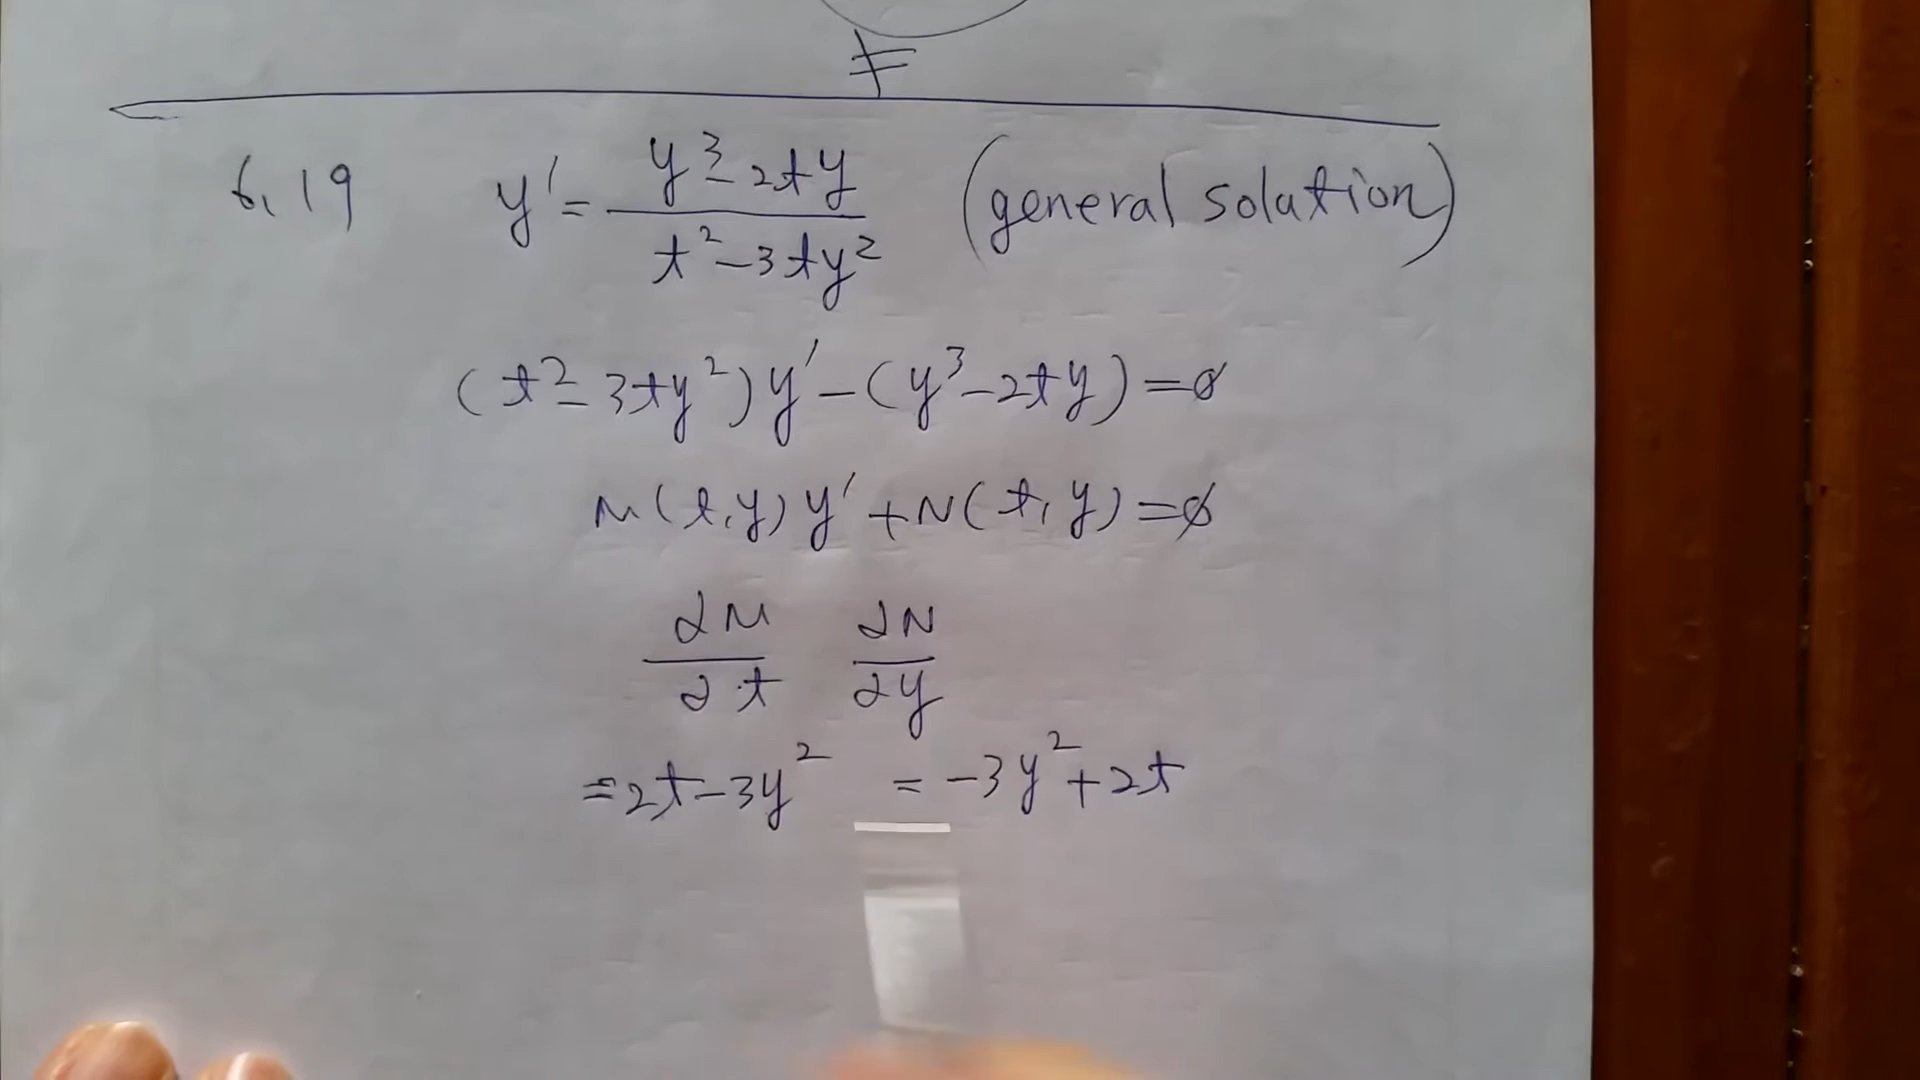 ≠
6.19 y' = (y³ - 2ty)/(t² - 3ty²) (general solution)
(t² - 3ty²)y' - (y³ - 2ty) = 0
M(t,y)y' + N(t,y) = 0
∂M/∂t ∂N/∂y
= 2t - 3y² = -3y² + 2t